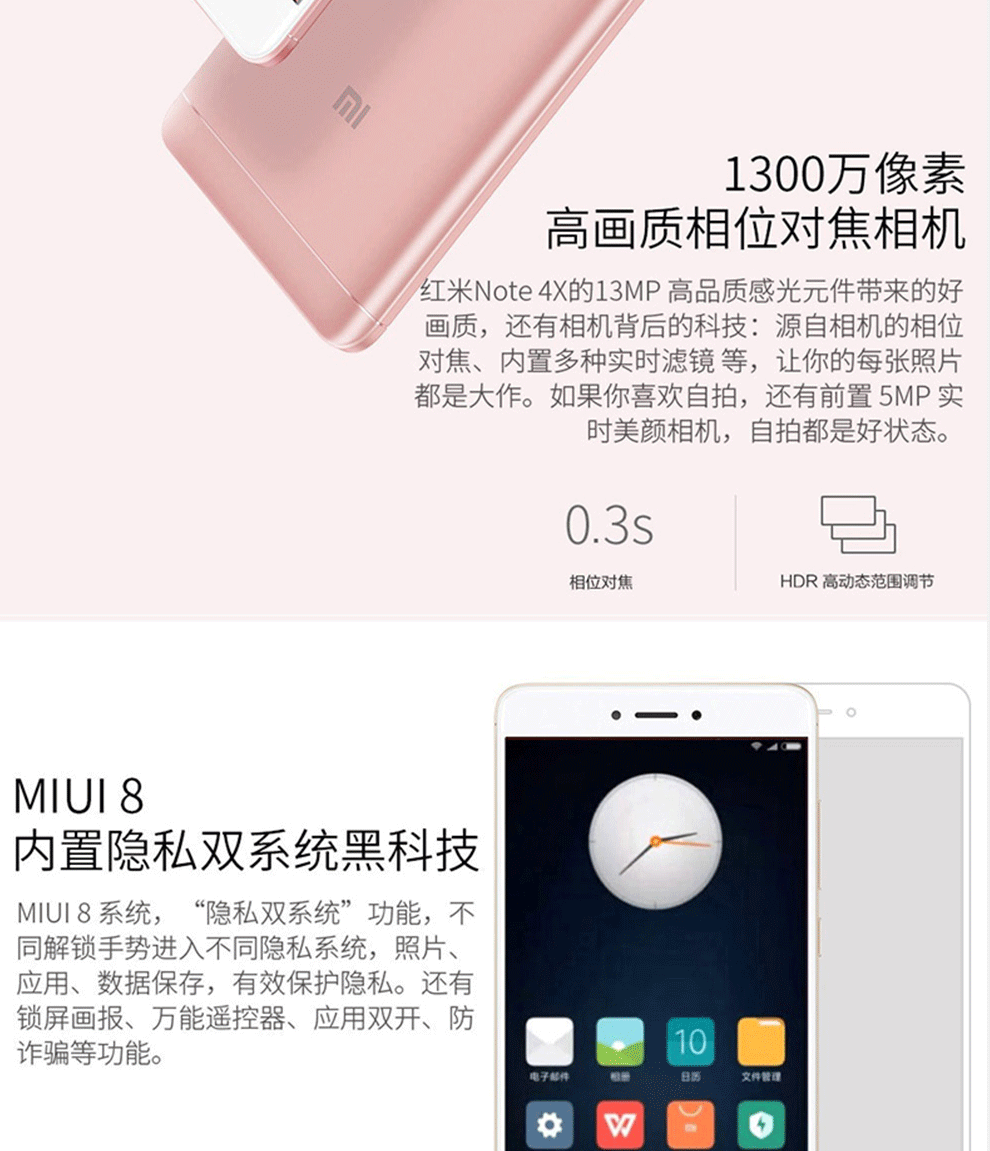 1300万像素
高画质相位对焦相机
红米Note 4X的13MP 高品质感光元件带来的好
画质，还有相机背后的科技：源自相机的相位
对焦、内置多种实时滤镜 等，让你的每张照片
都是大作。如果你喜欢自拍，还有前置 5MP 实
时美颜相机，自拍都是好状态。
0.3s
相位对焦
HDR 高动态范围调节
MIUI 8
内置隐私双系统黑科技
MIUI 8 系统，“隐私双系统”功能，不
同解锁手势进入不同隐私系统，照片、
应用、数据保存，有效保护隐私。还有
锁屏画报、万能遥控器、应用双开、防
诈骗等功能。
10
电子邮件 相册 日历 文件管理